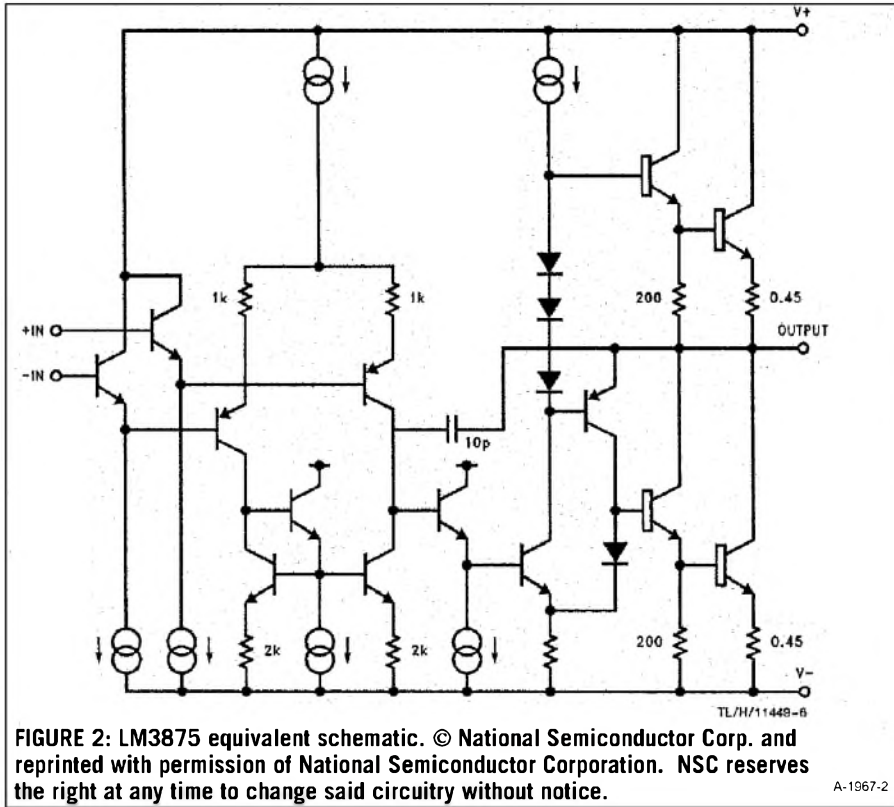 V+
1k
1k
+IN
-IN
200
0.45
OUTPUT
10p
2k
2k
200
0.45
V-
TL/H/11449-6
FIGURE 2: LM3875 equivalent schematic. © National Semiconductor Corp. and
reprinted with permission of National Semiconductor Corporation. NSC reserves
the right at any time to change said circuitry without notice.
A-1967-2